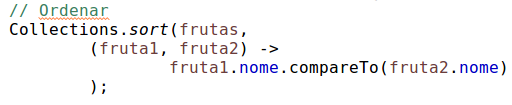 // Ordenar
Collections.sort(frutas,
        (fruta1, fruta2) ->
                fruta1.nome.compareTo(fruta2.nome)
        );